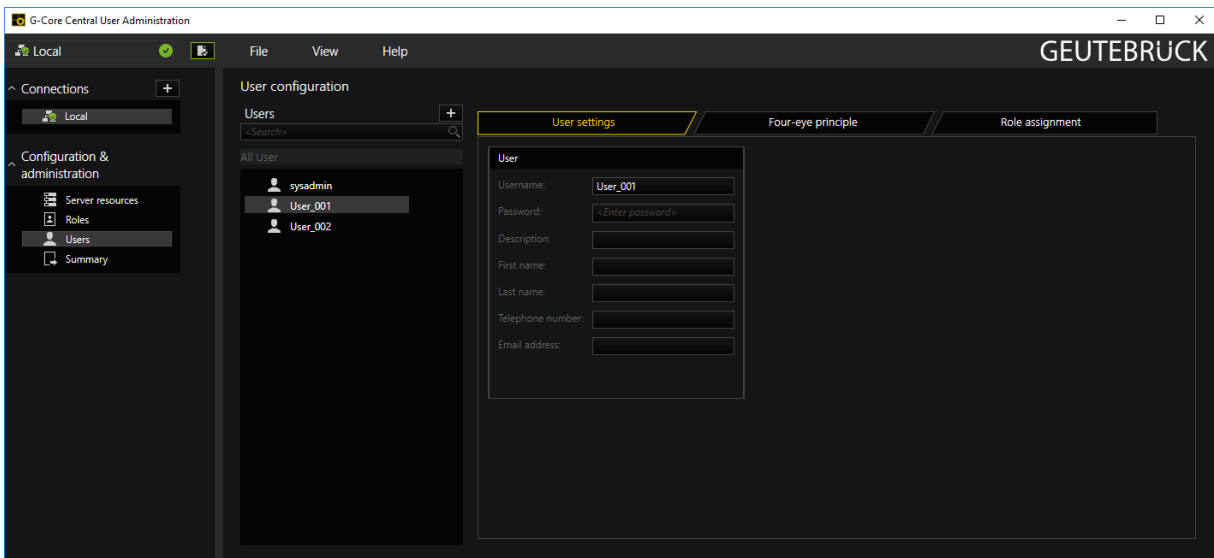 G-Core Central User Administration
Local
File View Help
GEUTEBRÜCK
Connections
Local
Configuration &
administration
Server resources
Roles
Users
Summary
User configuration
Users
<Search>
All User
sysadmin
User_001
User_002
User settings Four-eye principle Role assignment
User
Username: User_001
Password: <Enter password>
Description:
First name:
Last name:
Telephone number:
Email address: